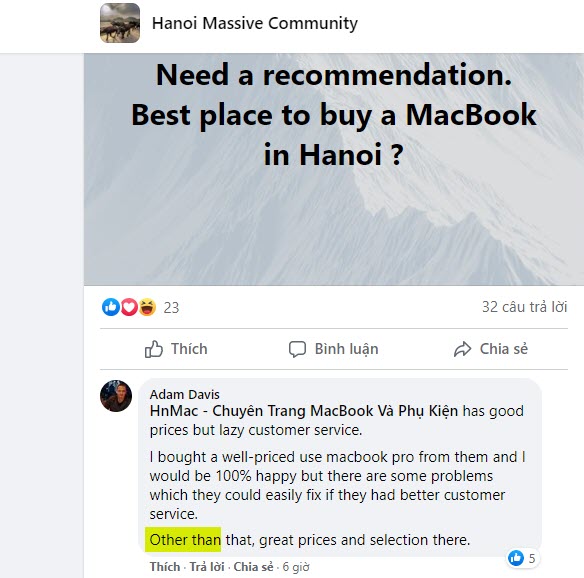 Hanoi Massive Community
Need a recommendation.
Best place to buy a MacBook
in Hanoi ?
23
32 câu trả lời
Thích
Bình luận
Chia sẻ
Adam Davis
HnMac - Chuyên Trang MacBook Và Phụ Kiện has good
prices but lazy customer service.
I bought a well-priced use macbook pro from them and I
would be 100% happy but there are some problems
which they could easily fix if they had better customer
service.
Other than that, great prices and selection there.
5
Thích · Trả lời · Chia sẻ · 6 giờ